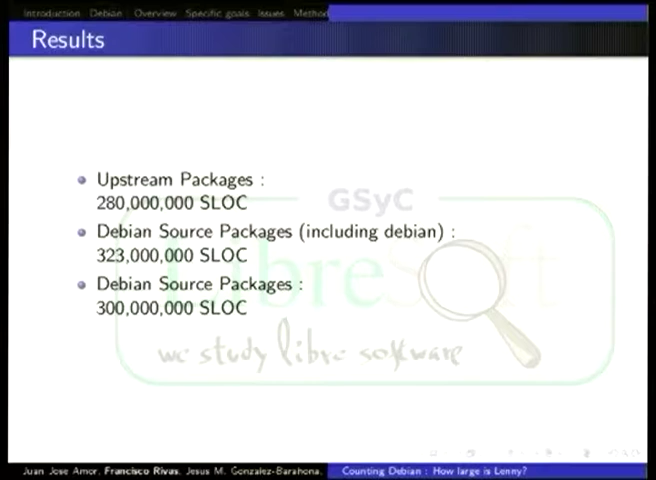 Introduction Debian Overview Specific goals Issues Method
Results
Upstream Packages :
280,000,000 SLOC
GSyC
Debian Source Packages (including debian) :
323,000,000 SLOC
LibreSoft
Debian Source Packages :
300,000,000 SLOC
we study libre software
Juan Jose Amor, Francisco Rivas, Jesus M. Gonzalez-Barahona. Counting Debian : How large is Lenny?